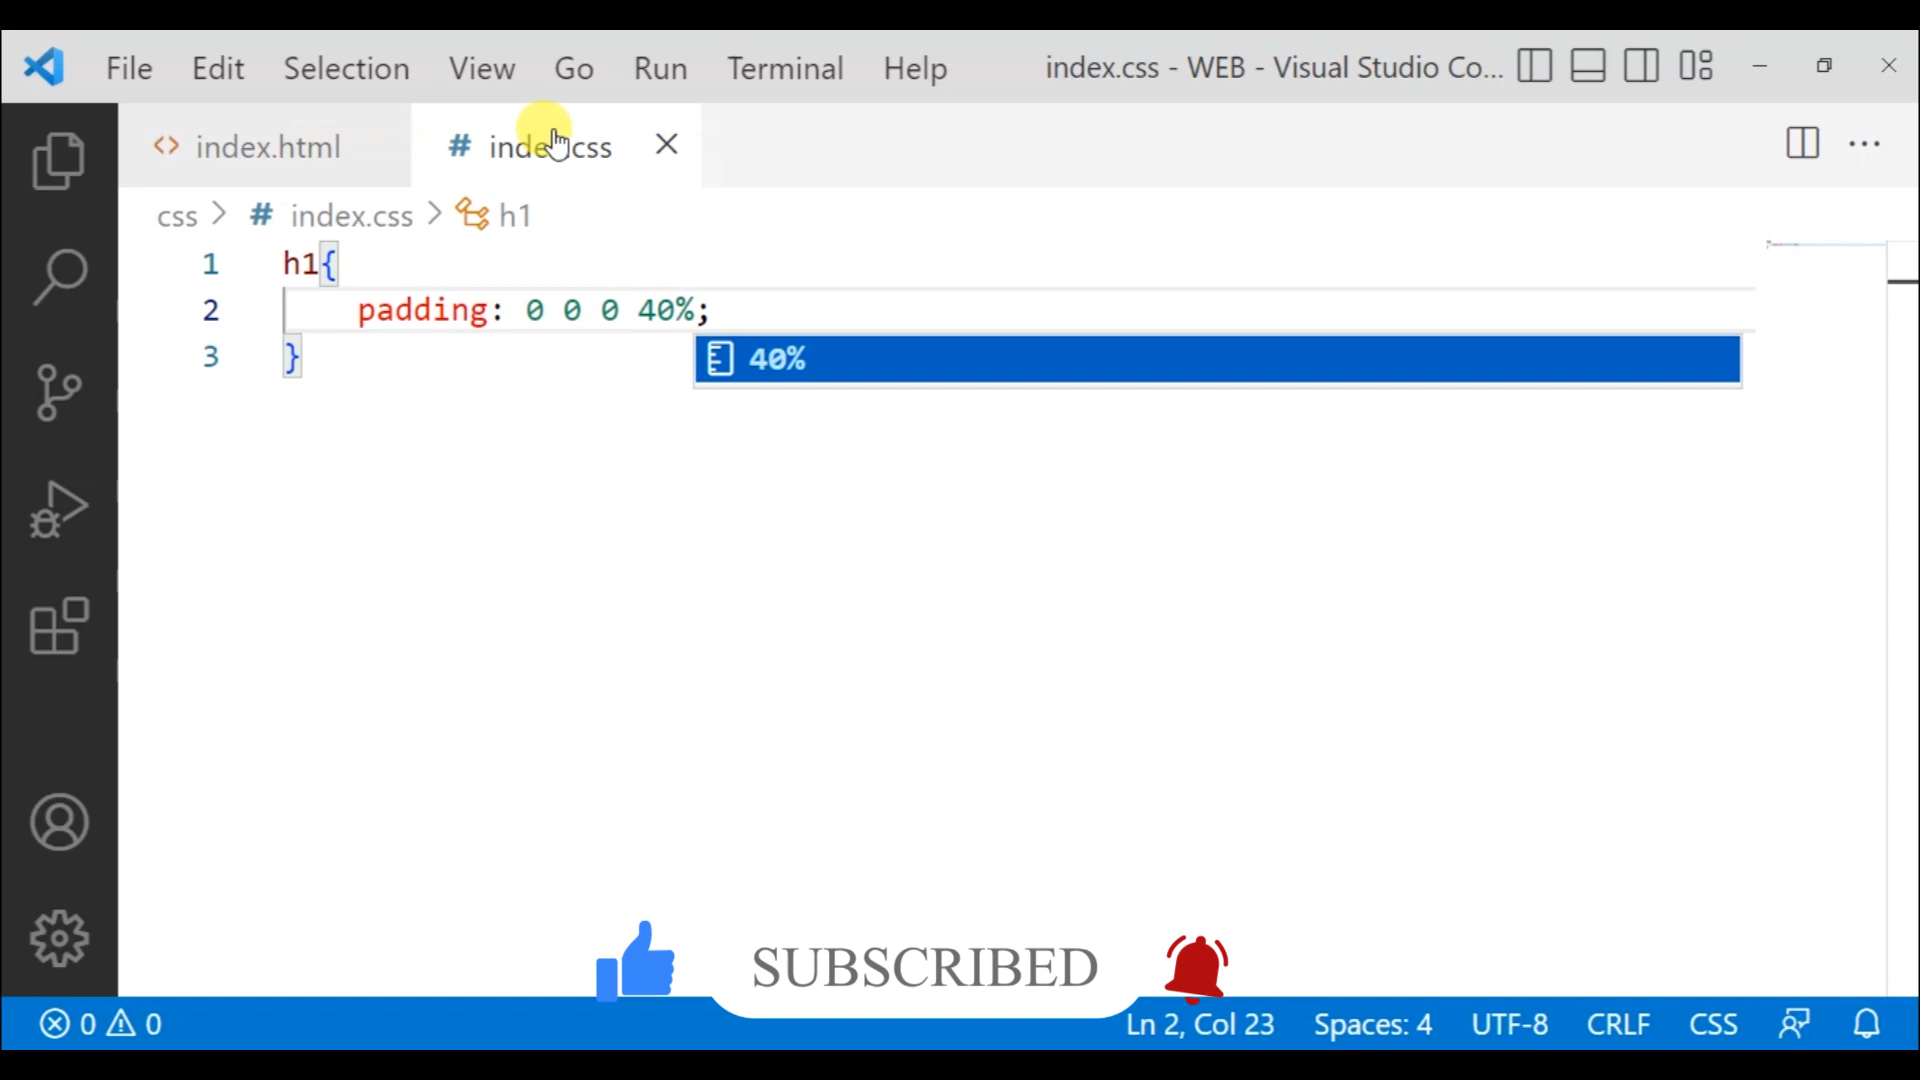 File Edit Selection View Go Run Terminal Help index.css - WEB - Visual Studio Co...
index.html # index.css
css > # index.css > h1
1 h1{
2 padding: 0 0 0 40%;
40%
3 }
SUBSCRIBED
0 0 Ln 2, Col 23 Spaces: 4 UTF-8 CRLF CSS